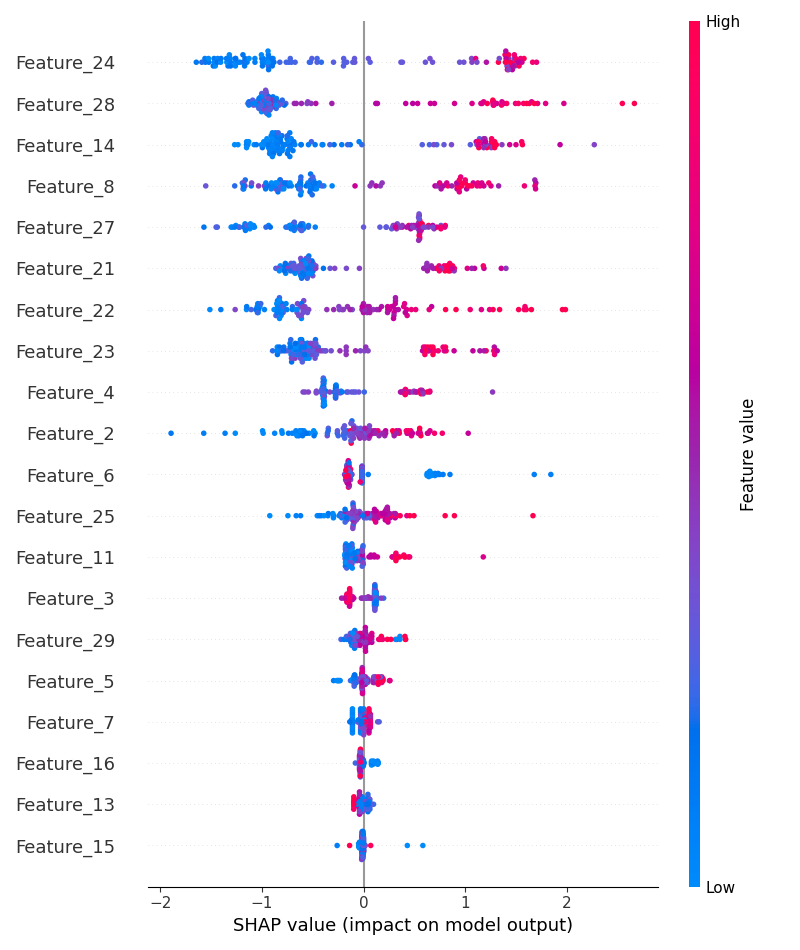 High
Feature_24
Feature_28
Feature_14
Feature_8
Feature_27
Feature_21
Feature_22
Feature_23
Feature_4
Feature_2
Feature_6
Feature_25
Feature_11
Feature_3
Feature_29
Feature_5
Feature_7
Feature_16
Feature_13
Feature_15
Feature value
Low
−2 −1 0 1 2
SHAP value (impact on model output)